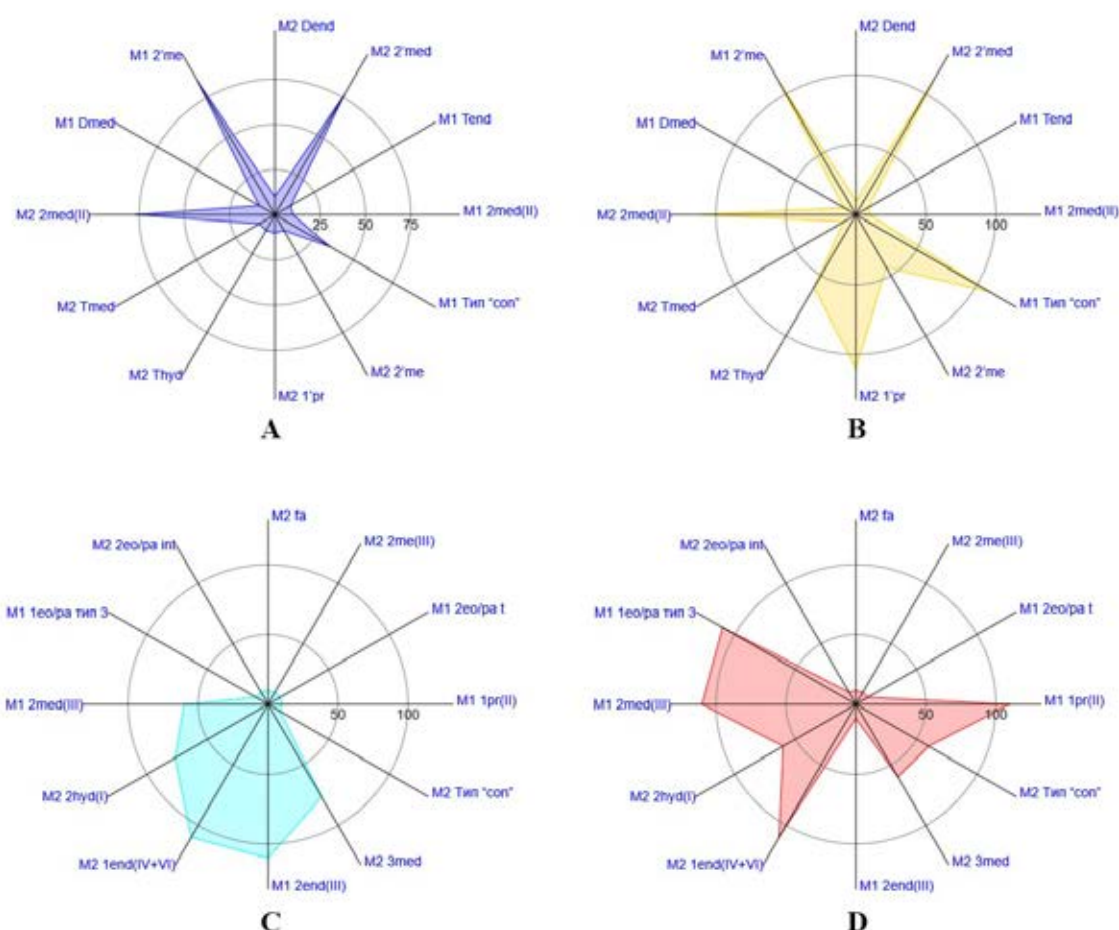 M2 Dend
M1 2'me
M2 2'med
M1 Dmed
M1 Tend
M2 2med(II)
M1 2med(II)
25
50
75
M2 Tmed
M1 Тип "con"
M2 Thyd
M2 2'me
M2 1'pr
A
M2 Dend
M1 2'me
M2 2'med
M1 Dmed
M1 Tend
M2 2med(II)
M1 2med(II)
50
100
M2 Tmed
M1 Тип "con"
M2 Thyd
M2 2'me
M2 1'pr
B
M2 fa
M2 2eo/pa int
M2 2me(III)
M1 1eo/pa тип 3
M1 2eo/pa t
M1 2med(III)
M1 1pr(II)
50
100
M2 2hyd(I)
M2 Тип "con"
M2 1end(IV+VI)
M2 3med
M1 2end(III)
C
M2 fa
M2 2eo/pa int
M2 2me(III)
M1 1eo/pa тип 3
M1 2eo/pa t
M1 2med(III)
M1 1pr(II)
50
100
M2 2hyd(I)
M2 Тип "con"
M2 1end(IV+VI)
M2 3med
M1 2end(III)
D